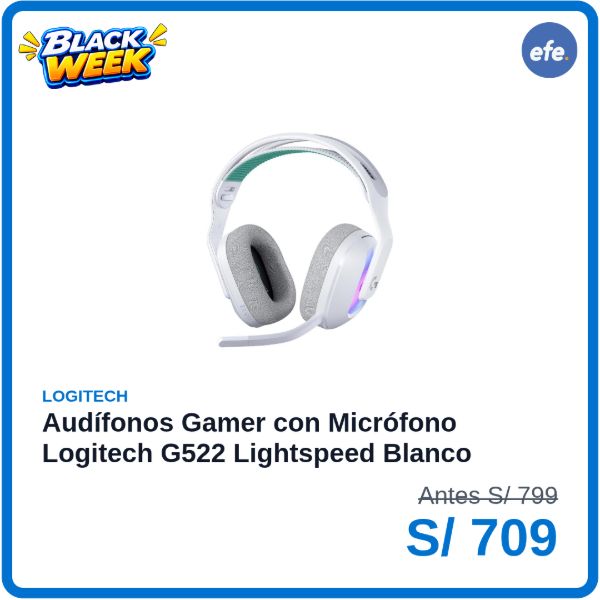 BLACK
WEEK
efe.
LOGITECH
Audífonos Gamer con Micrófono
Logitech G522 Lightspeed Blanco
Antes S/ 799
S/ 709